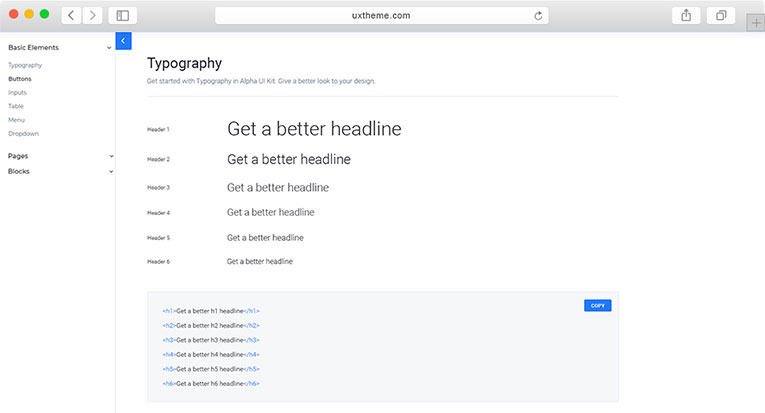 uxtheme.com
Basic Elements
Typography
Buttons
Inputs
Table
Menu
Dropdown
Pages
Blocks
Typography
Get started with Typography in Alpha UI Kit. Give a better look to your design.
Header 1 Get a better headline
Header 2 Get a better headline
Header 3 Get a better headline
Header 4 Get a better headline
Header 5 Get a better headline
Header 6 Get a better headline
COPY
<h1>Get a better h1 headline</h1>
<h2>Get a better h2 headline</h2>
<h3>Get a better h3 headline</h3>
<h4>Get a better h4 headline</h4>
<h5>Get a better h5 headline</h5>
<h6>Get a better h6 headline</h6>